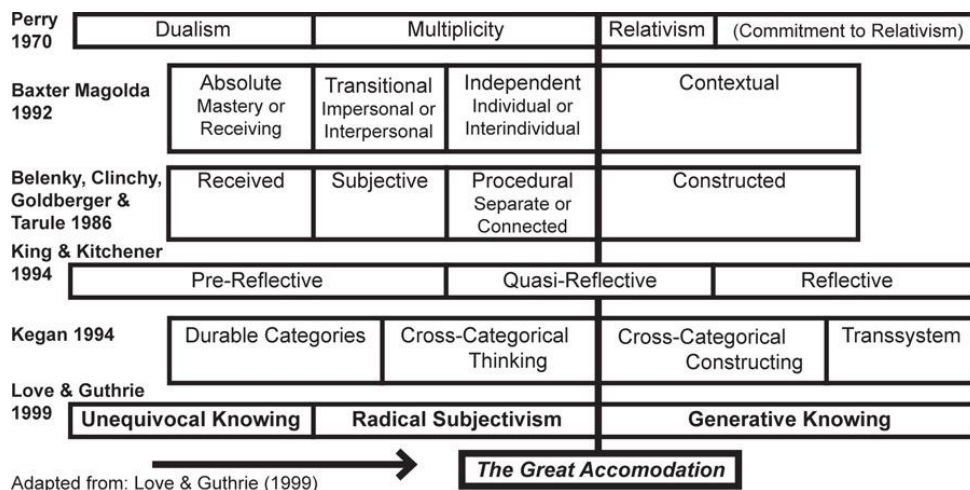 Perry
1970
Dualism
Multiplicity
Relativism
(Commitment to Relativism)
Baxter Magolda
1992
Absolute
Mastery or
Receiving
Transitional
Impersonal or
Interpersonal
Independent
Individual or
Interindividual
Contextual
Belenky, Clinchy,
Goldberger &
Tarule 1986
Received
Subjective
Procedural
Separate or
Connected
Constructed
King & Kitchener
1994
Pre-Reflective
Quasi-Reflective
Reflective
Kegan 1994
Durable Categories
Cross-Categorical
Thinking
Cross-Categorical
Constructing
Transsystem
Love & Guthrie
1999
Unequivocal Knowing
Radical Subjectivism
Generative Knowing
The Great Accomodation
Adapted from: Love & Guthrie (1999)